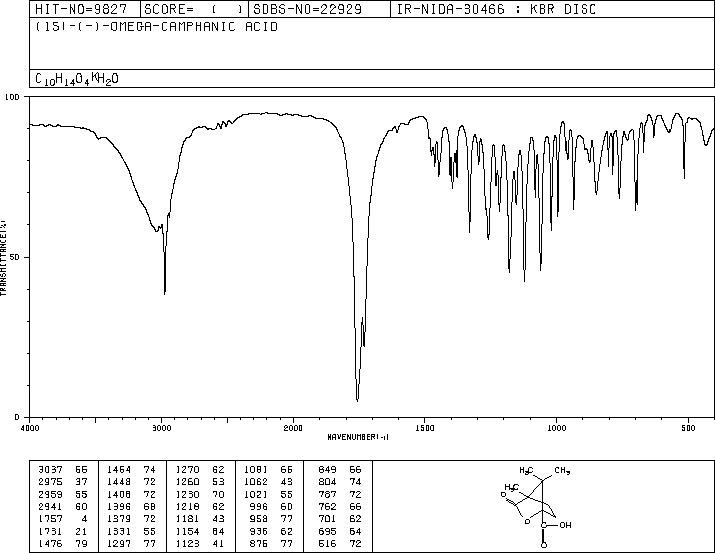 HIT-NO=9827 SCORE= ( ) SDBS-NO=22929 IR-NIDA-30466 : KBR DISC
(1S)-(-)-OMEGA-CAMPHANIC ACID
C10H14O4KH2O
100
50
0
TRANSMITTANCE(%)
4000 3000 2000 1500 1000 500
WAVENUMBER(-1)
3037 66 1464 74 1270 62 1081 66 849 66
2975 37 1448 72 1260 53 1062 43 804 74
2959 55 1408 72 1230 70 1021 55 787 72
2941 60 1396 68 1218 62 996 60 762 66
1757 4 1379 72 1181 43 958 77 701 62
1731 21 1331 55 1154 64 936 62 695 64
1476 79 1297 77 1123 41 876 77 516 72
H3C CH3
H3C
O
O
OH
O